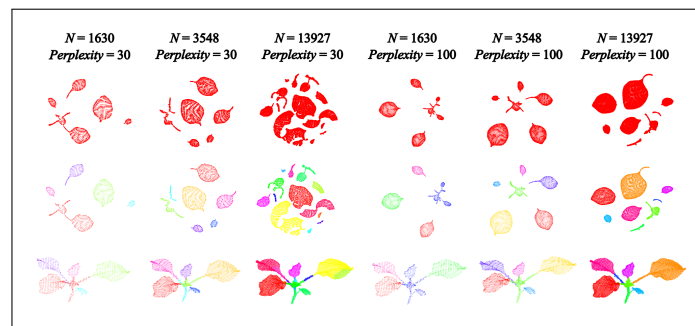 N = 1630 N = 3548 N = 13927 N = 1630 N = 3548 N = 13927
Perplexity = 30 Perplexity = 30 Perplexity = 30 Perplexity = 100 Perplexity = 100 Perplexity = 100